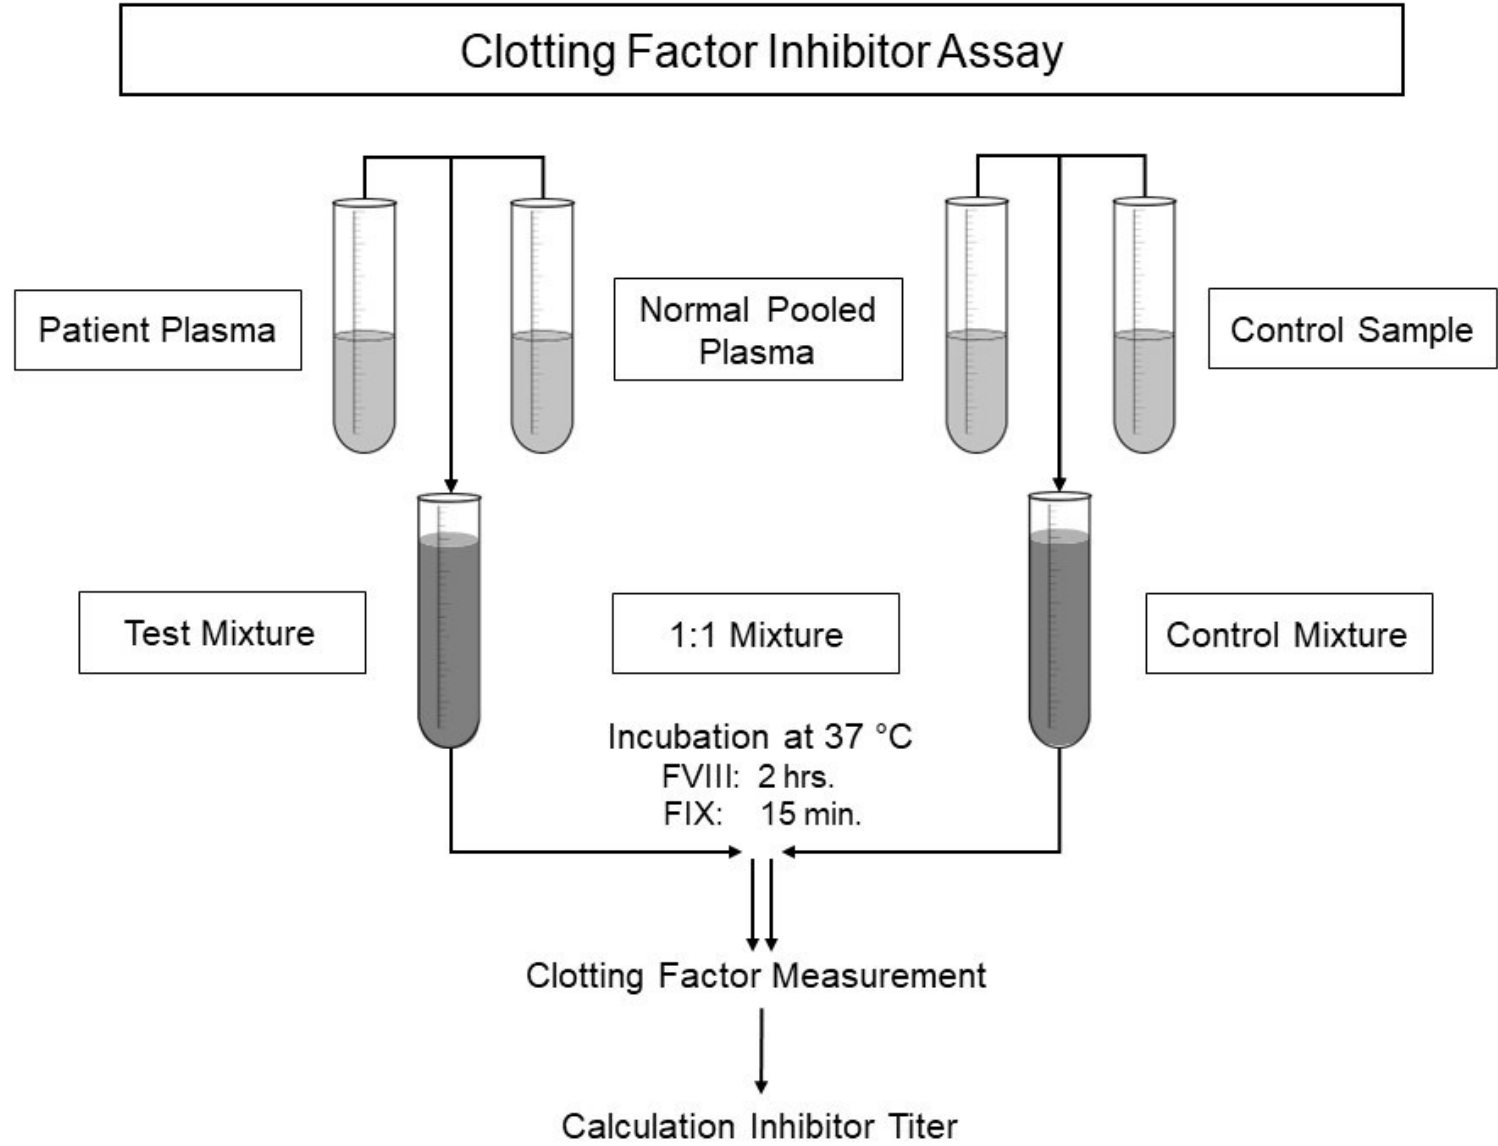 Clotting Factor Inhibitor Assay
Patient Plasma
Normal Pooled
Plasma
Control Sample
Test Mixture
1:1 Mixture
Control Mixture
Incubation at 37 °C
FVIII: 2 hrs.
FIX: 15 min.
Clotting Factor Measurement
Calculation Inhibitor Titer